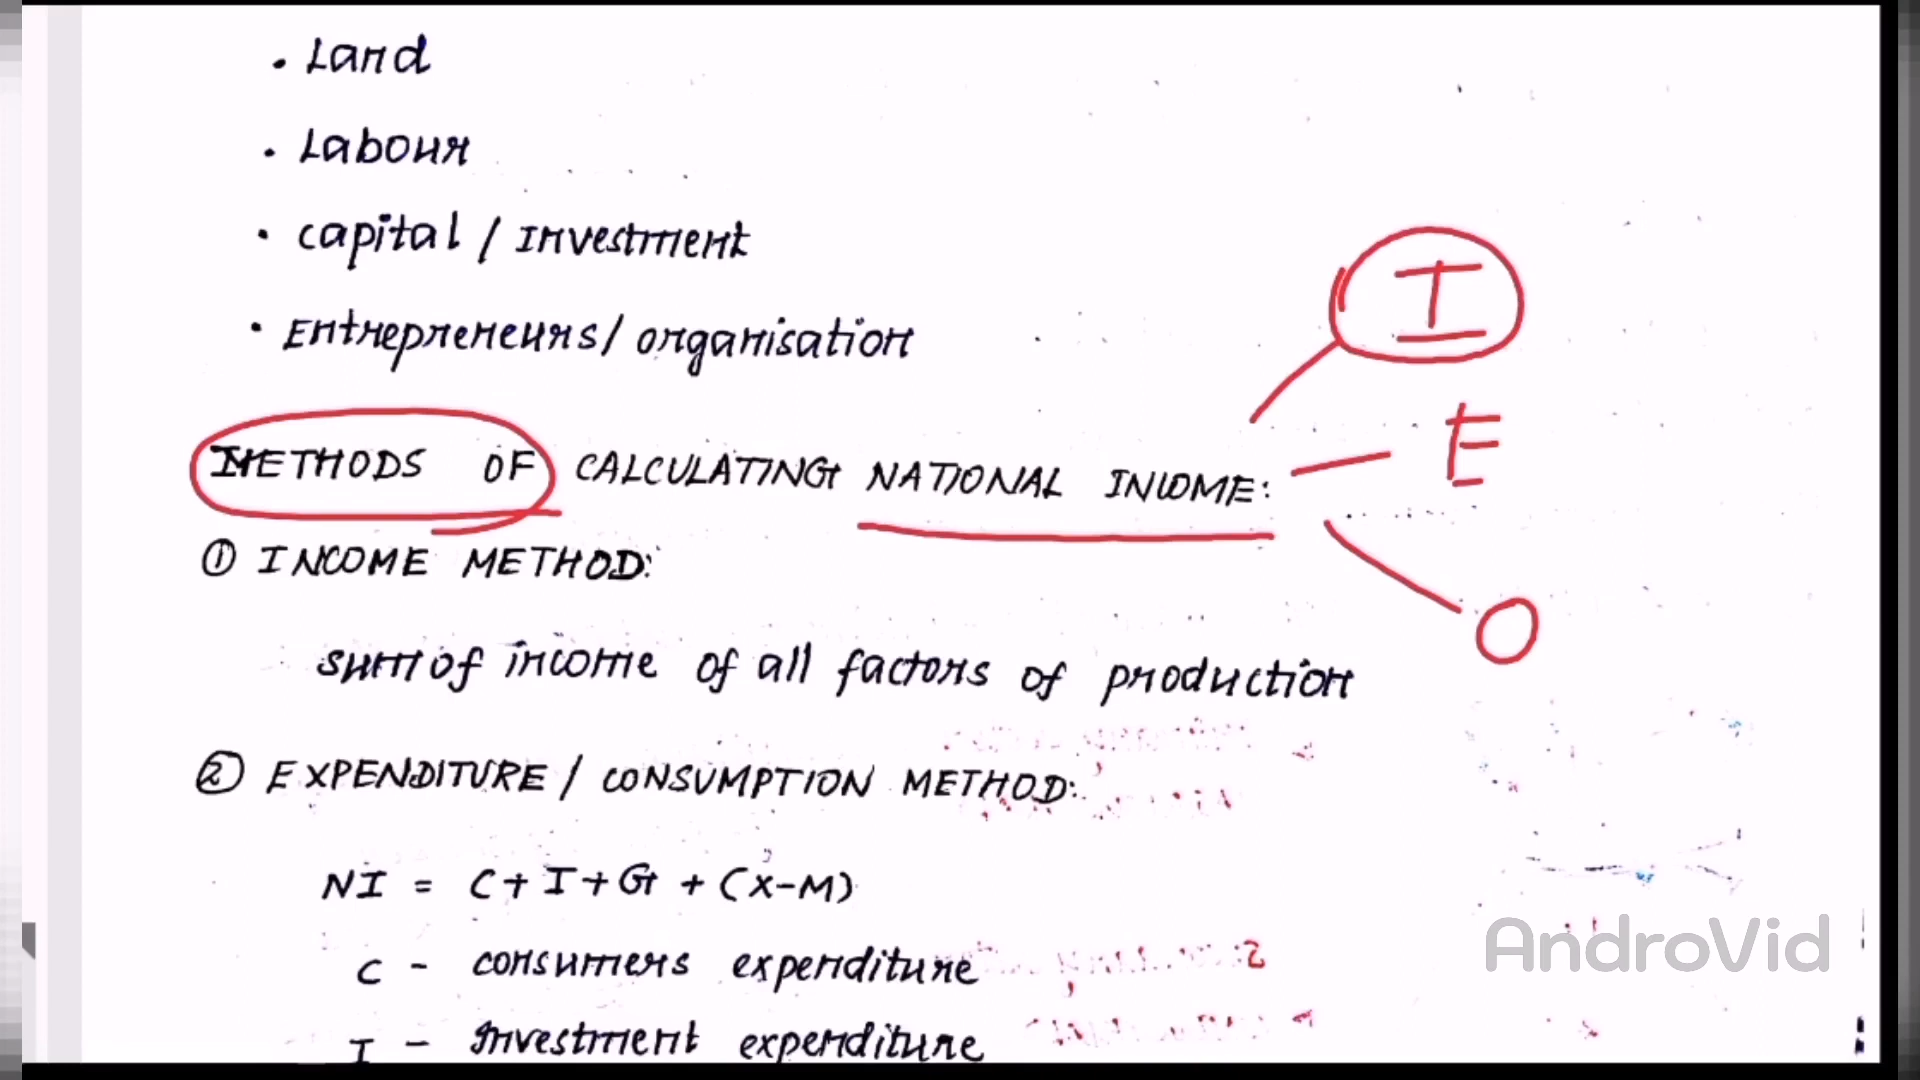 • Land
• Labour
• capital / Investment
• Entrepreneurs / organisation
METHODS OF CALCULATING NATIONAL INCOME:
I
E
O
① INCOME METHOD:
sum of income of all factors of production
② EXPENDITURE / CONSUMPTION METHOD:
NI = C + I + G + (X-M)
C - consumers expenditure
I - Investment expenditure
AndroVid